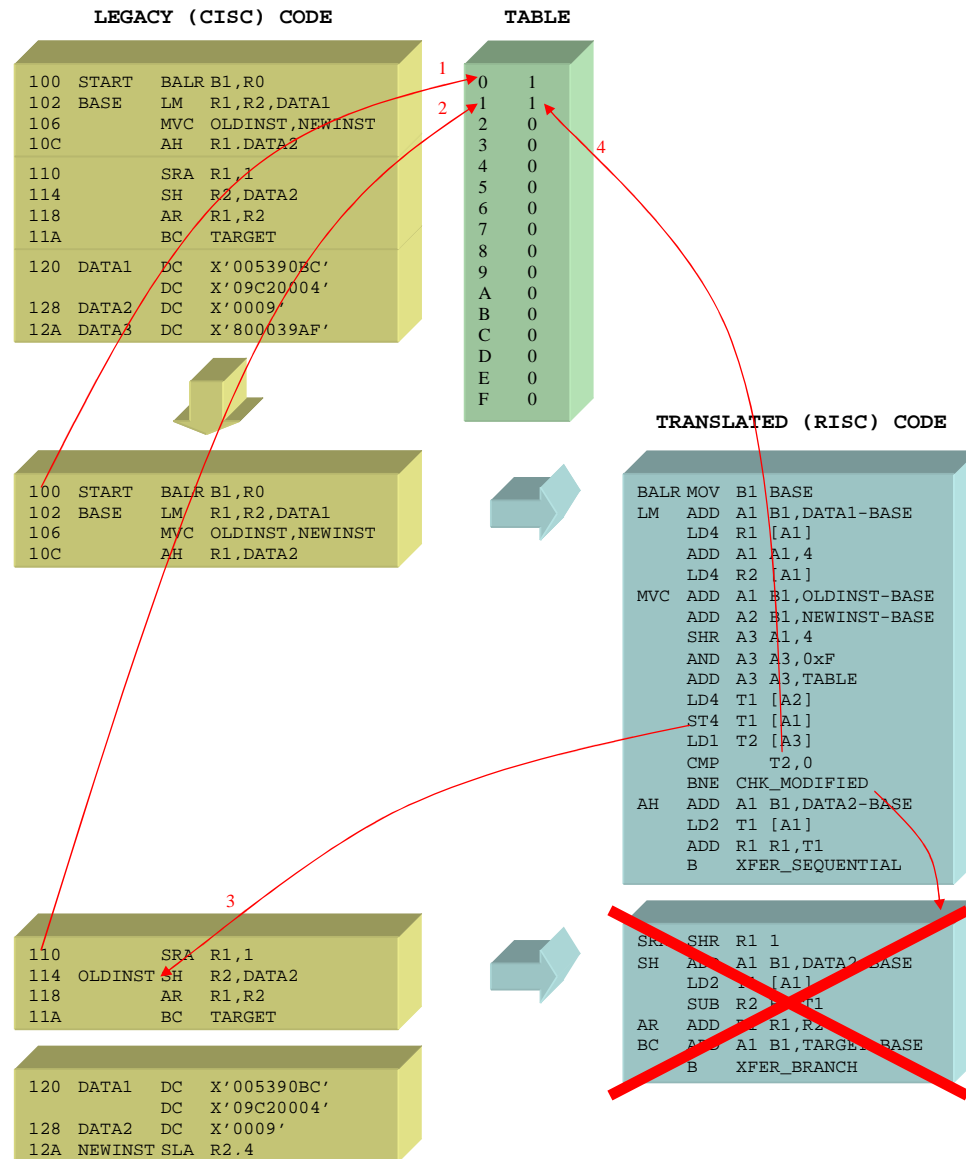 LEGACY (CISC) CODE
TABLE
100 START BALR B1,R0
102 BASE LM R1,R2,DATA1
106 MVC OLDINST,NEWINST
10C AH R1.DATA2
110 SRA R1,1
114 SH R2,DATA2
118 AR R1,R2
11A BC TARGET
120 DATA1 DC X'005390BC'
DC X'09C20004'
128 DATA2 DC X'0009'
12A DATA3 DC X'800039AF'
1
2
4
0 1
1 1
2 0
3 0
4 0
5 0
6 0
7 0
8 0
9 0
A 0
B 0
C 0
D 0
E 0
F 0
TRANSLATED (RISC) CODE
100 START BALR B1,R0
102 BASE LM R1,R2,DATA1
106 MVC OLDINST,NEWINST
10C AH R1,DATA2
BALR MOV B1 BASE
LM ADD A1 B1,DATA1-BASE
LD4 R1 [A1]
ADD A1 A1,4
LD4 R2 [A1]
MVC ADD A1 B1,OLDINST-BASE
ADD A2 B1,NEWINST-BASE
SHR A3 A1,4
AND A3 A3,0xF
ADD A3 A3,TABLE
LD4 T1 [A2]
ST4 T1 [A1]
LD1 T2 [A3]
CMP T2,0
BNE CHK_MODIFIED
AH ADD A1 B1,DATA2-BASE
LD2 T1 [A1]
ADD R1 R1,T1
B XFER_SEQUENTIAL
3
110 SRA R1,1
114 OLDINST SH R2,DATA2
118 AR R1,R2
11A BC TARGET
SRA SHR R1 1
SH ADD A1 B1,DATA2-BASE
LD2 T1 [A1]
SUB R2 T1
AR ADD R1,R2
BC ADD A1 B1,TARGET-BASE
B XFER_BRANCH
120 DATA1 DC X'005390BC'
DC X'09C20004'
128 DATA2 DC X'0009'
12A NEWINST SLA R2.4